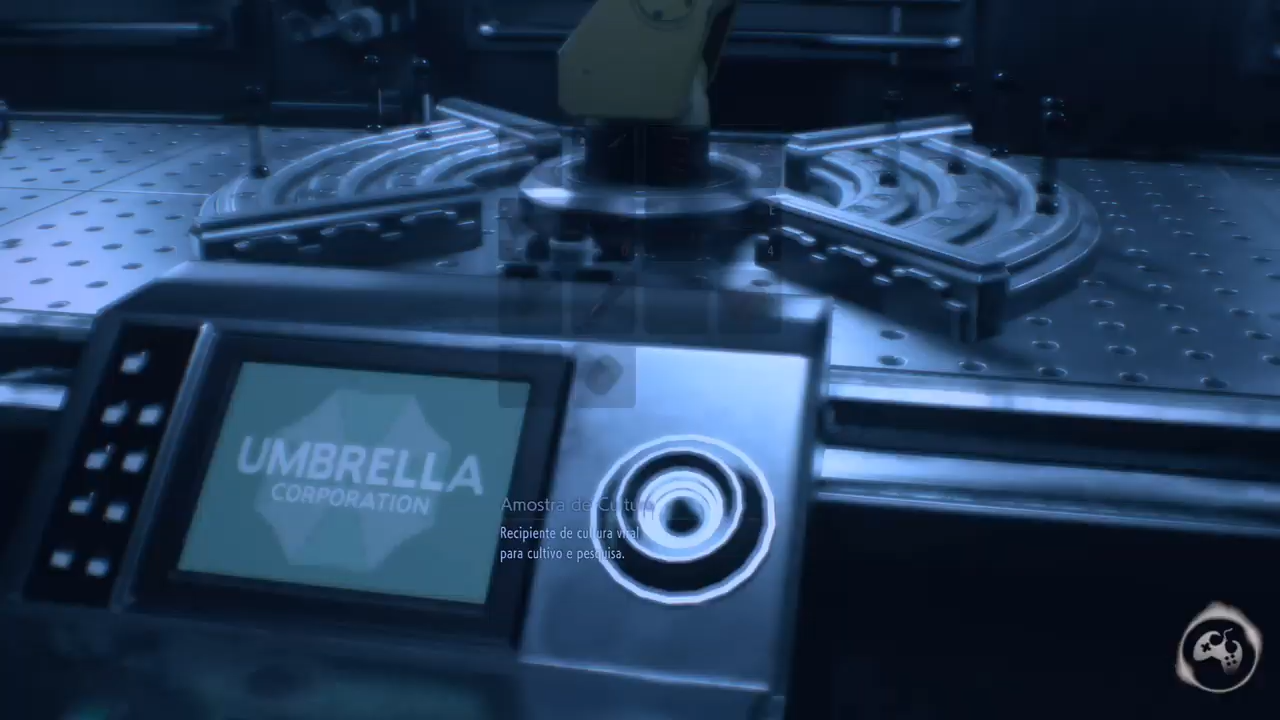 UMBRELLA
CORPORATION
Amostra de Cultura
Recipiente de cultura viral
para cultivo e pesquisa.